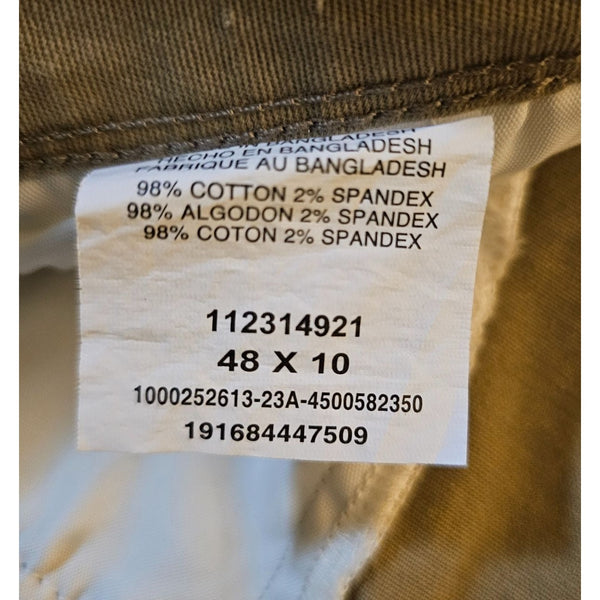 BANGLADESH
HECHO EN BANGLADESH
FABRIQUE AU BANGLADESH
98% COTTON 2% SPANDEX
98% ALGODON 2% SPANDEX
98% COTON 2% SPANDEX
112314921
48 X 10
1000252613-23A-4500582350
191684447509